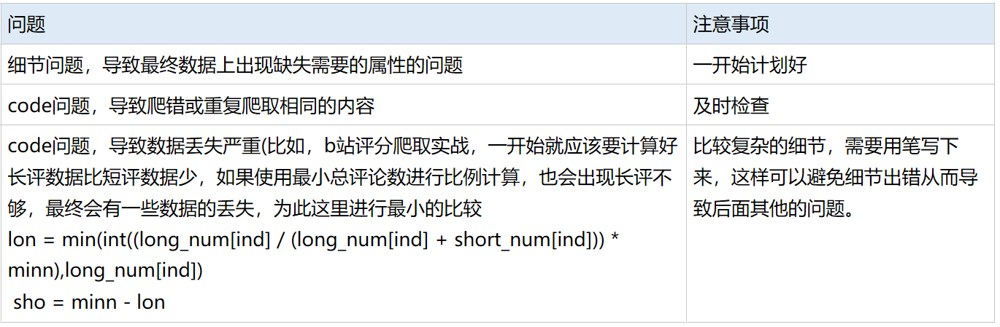 问题
注意事项
细节问题，导致最终数据上出现缺失需要的属性的问题
一开始计划好
code问题，导致爬错或重复爬取相同的内容
及时检查
code问题，导致数据丢失严重(比如，b站评分爬取实战，一开始就应该要计算好
长评数据比短评数据少，如果使用最小总评论数进行比例计算，也会出现长评不
够，最终会有一些数据的丢失，为此这里进行最小的比较
lon = min(int((long_num[ind] / (long_num[ind] + short_num[ind])) *
minn),long_num[ind])
sho = minn - lon
比较复杂的细节，需要用笔写下
来，这样可以避免细节出错从而导
致后面其他的问题。